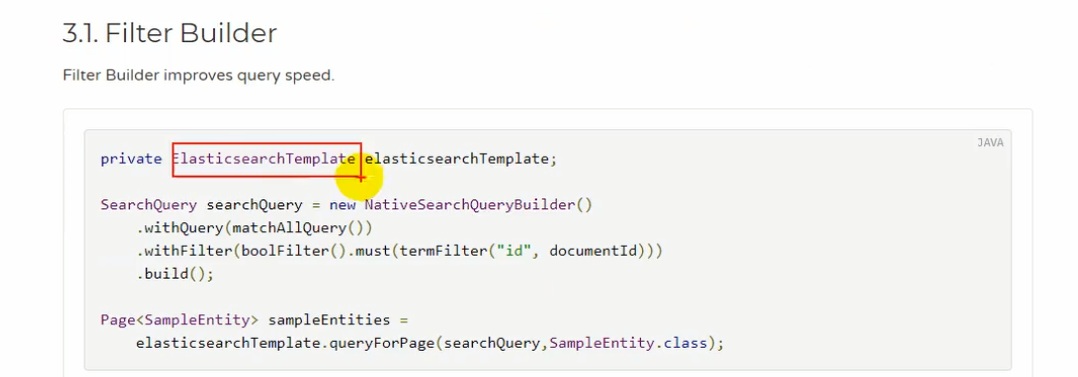 3.1. Filter Builder
Filter Builder improves query speed.
JAVA
private ElasticsearchTemplate elasticsearchTemplate;
SearchQuery searchQuery = new NativeSearchQueryBuilder()
.withQuery(matchAllQuery())
.withFilter(boolFilter().must(termFilter("id", documentId)))
.build();
Page<SampleEntity> sampleEntities =
elasticsearchTemplate.queryForPage(searchQuery,SampleEntity.class);